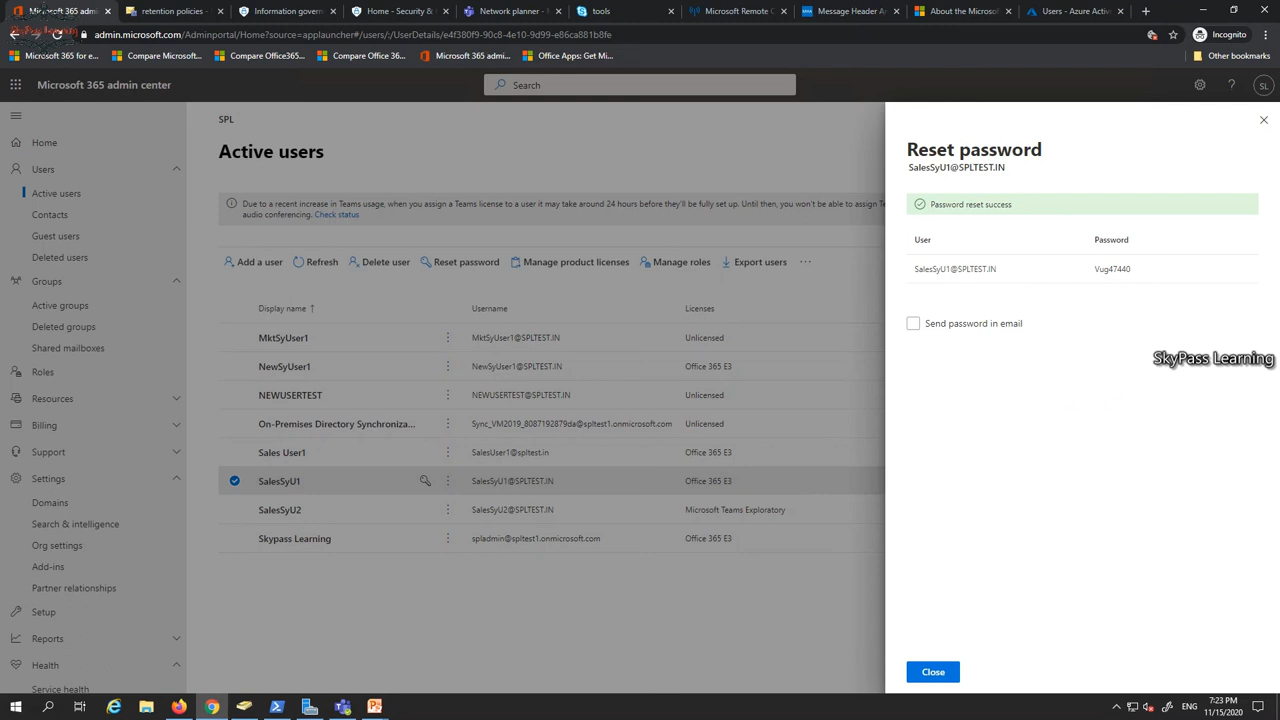 Microsoft 365 admi
retention policies -
Information govern
Home - Security &
Network planner - I
tools
Microsoft Remote C
Message Header An
About the Microsof
Users - Azure Active
SkyPass Learning
admin.microsoft.com/Adminportal/Home?source=applauncher#/users/:/UserDetails/e4f380f9-90c8-4e10-9d99-e86ca881b8fe
Incognito
Microsoft 365 for e...
Compare Microsoft...
Compare Office365...
Compare Office 36...
Microsoft 365 admi...
Office Apps: Get Mi...
Other bookmarks
Microsoft 365 admin center
Search
SL
Home
Users
Active users
Contacts
Guest users
Deleted users
Groups
Active groups
Deleted groups
Shared mailboxes
Roles
Resources
Billing
Support
Settings
Domains
Search & intelligence
Org settings
Add-ins
Partner relationships
Setup
Reports
Health
Service health
SPL
Active users
Due to a recent increase in Teams usage, when you assign a Teams license to a user it may take around 24 hours before they'll be fully set up. Until then, you won't be able to assign Te
audio conferencing. Check status
Add a user
Refresh
Delete user
Reset password
Manage product licenses
Manage roles
Export users
Display name ↑ Username Licenses
MktSyUser1 MktSyUser1@SPLTEST.IN Unlicensed
NewSyUser1 NewSyUser1@SPLTEST.IN Office 365 E3
NEWUSERTEST NEWUSERTEST@SPLTEST.IN Unlicensed
On-Premises Directory Synchroniza... Sync_VM2019_8087192879da@spltest1.onmicrosoft.com Unlicensed
Sales User1 SalesUser1@spltest.in Office 365 E3
SalesSyU1 SalesSyU1@SPLTEST.IN Office 365 E3
SalesSyU2 SalesSyU2@SPLTEST.IN Microsoft Teams Exploratory
Skypass Learning spladmin@spltest1.onmicrosoft.com Office 365 E3
Reset password
SalesSyU1@SPLTEST.IN
Password reset success
User Password
SalesSyU1@SPLTEST.IN Vug47440
Send password in email
SkyPass Learning
Close
ENG
7:23 PM
11/15/2020